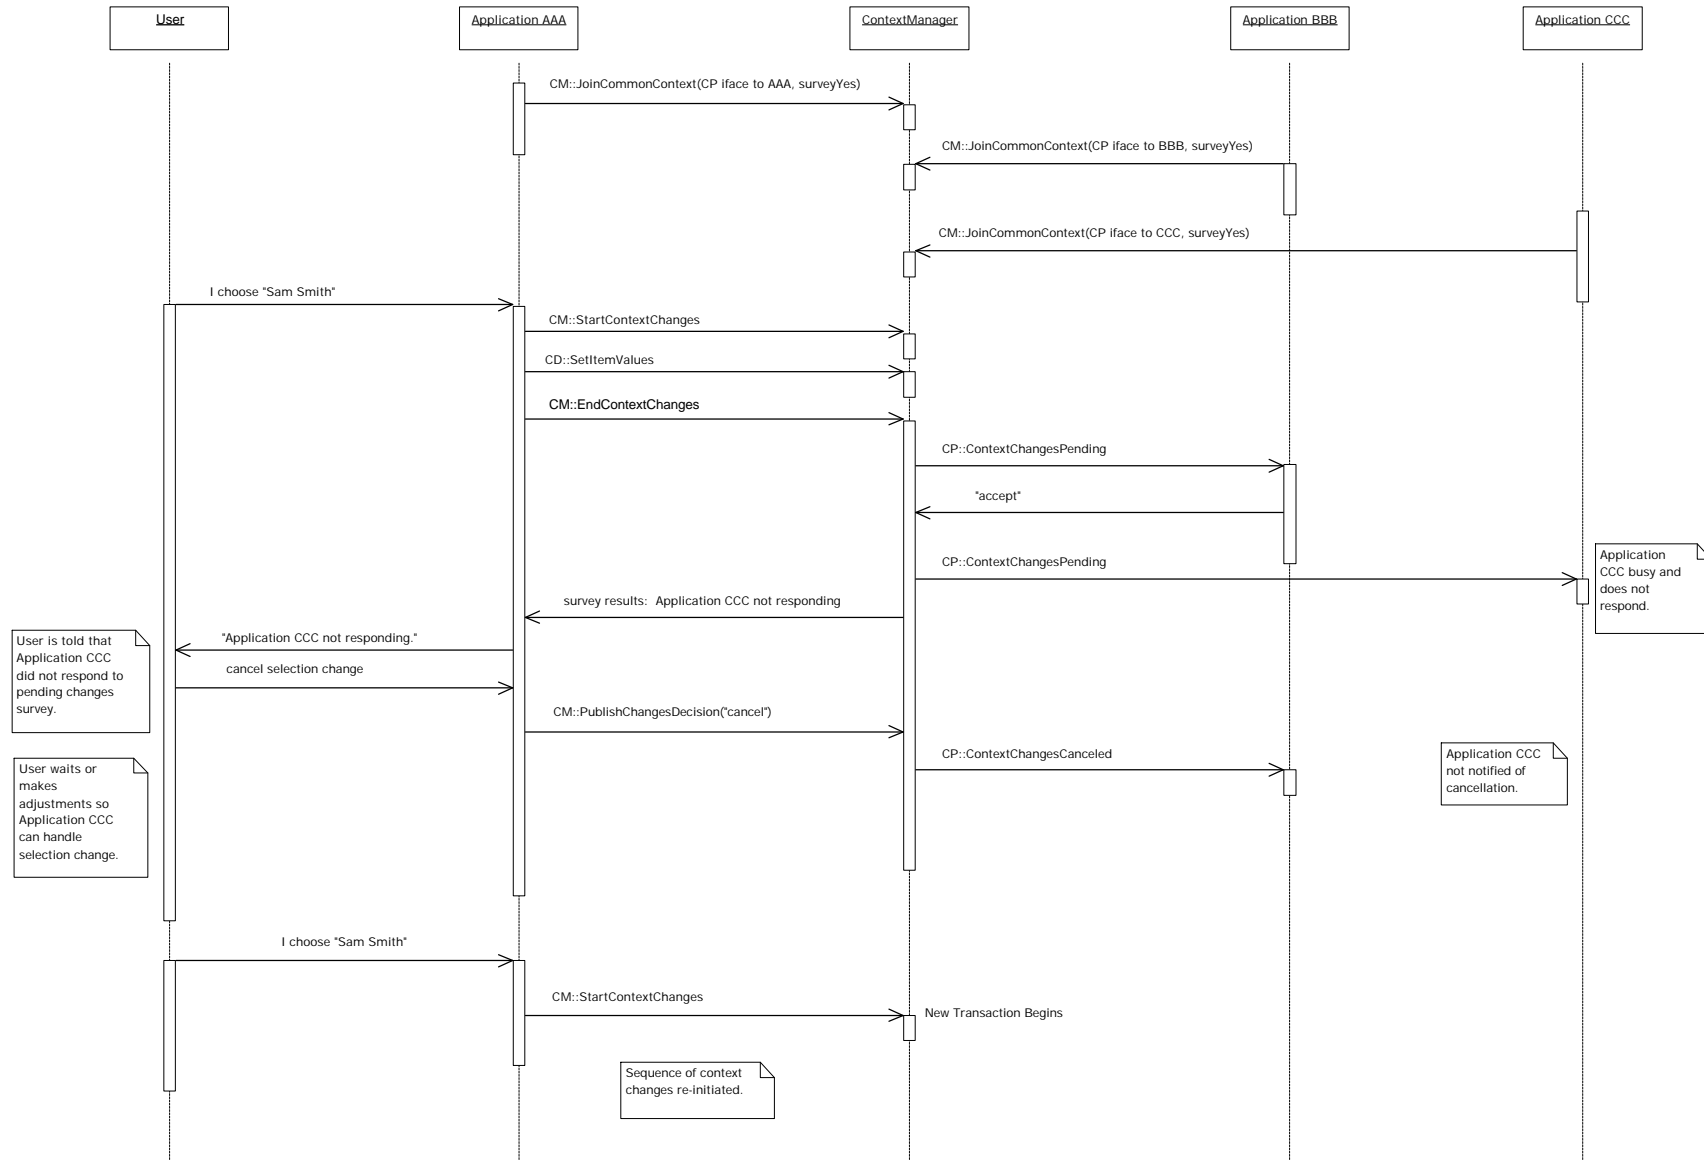 User
Application AAA
ContextManager
Application BBB
Application CCC
CM::JoinCommonContext(CP iface to AAA, surveyYes)
CM::JoinCommonContext(CP iface to BBB, surveyYes)
CM::JoinCommonContext(CP iface to CCC, surveyYes)
I choose "Sam Smith"
CM::StartContextChanges
CD::SetItemValues
CM::EndContextChanges
CP::ContextChangesPending
"accept"
CP::ContextChangesPending
Application
CCC busy and
does not
respond.
survey results:  Application CCC not responding
"Application CCC not responding."
User is told that
Application CCC
did not respond to
pending changes
survey.
cancel selection change
CM::PublishChangesDecision("cancel")
CP::ContextChangesCanceled
Application CCC
not notified of
cancellation.
User waits or
makes
adjustments so
Application CCC
can handle
selection change.
I choose "Sam Smith"
CM::StartContextChanges
New Transaction Begins
Sequence of context
changes re-initiated.